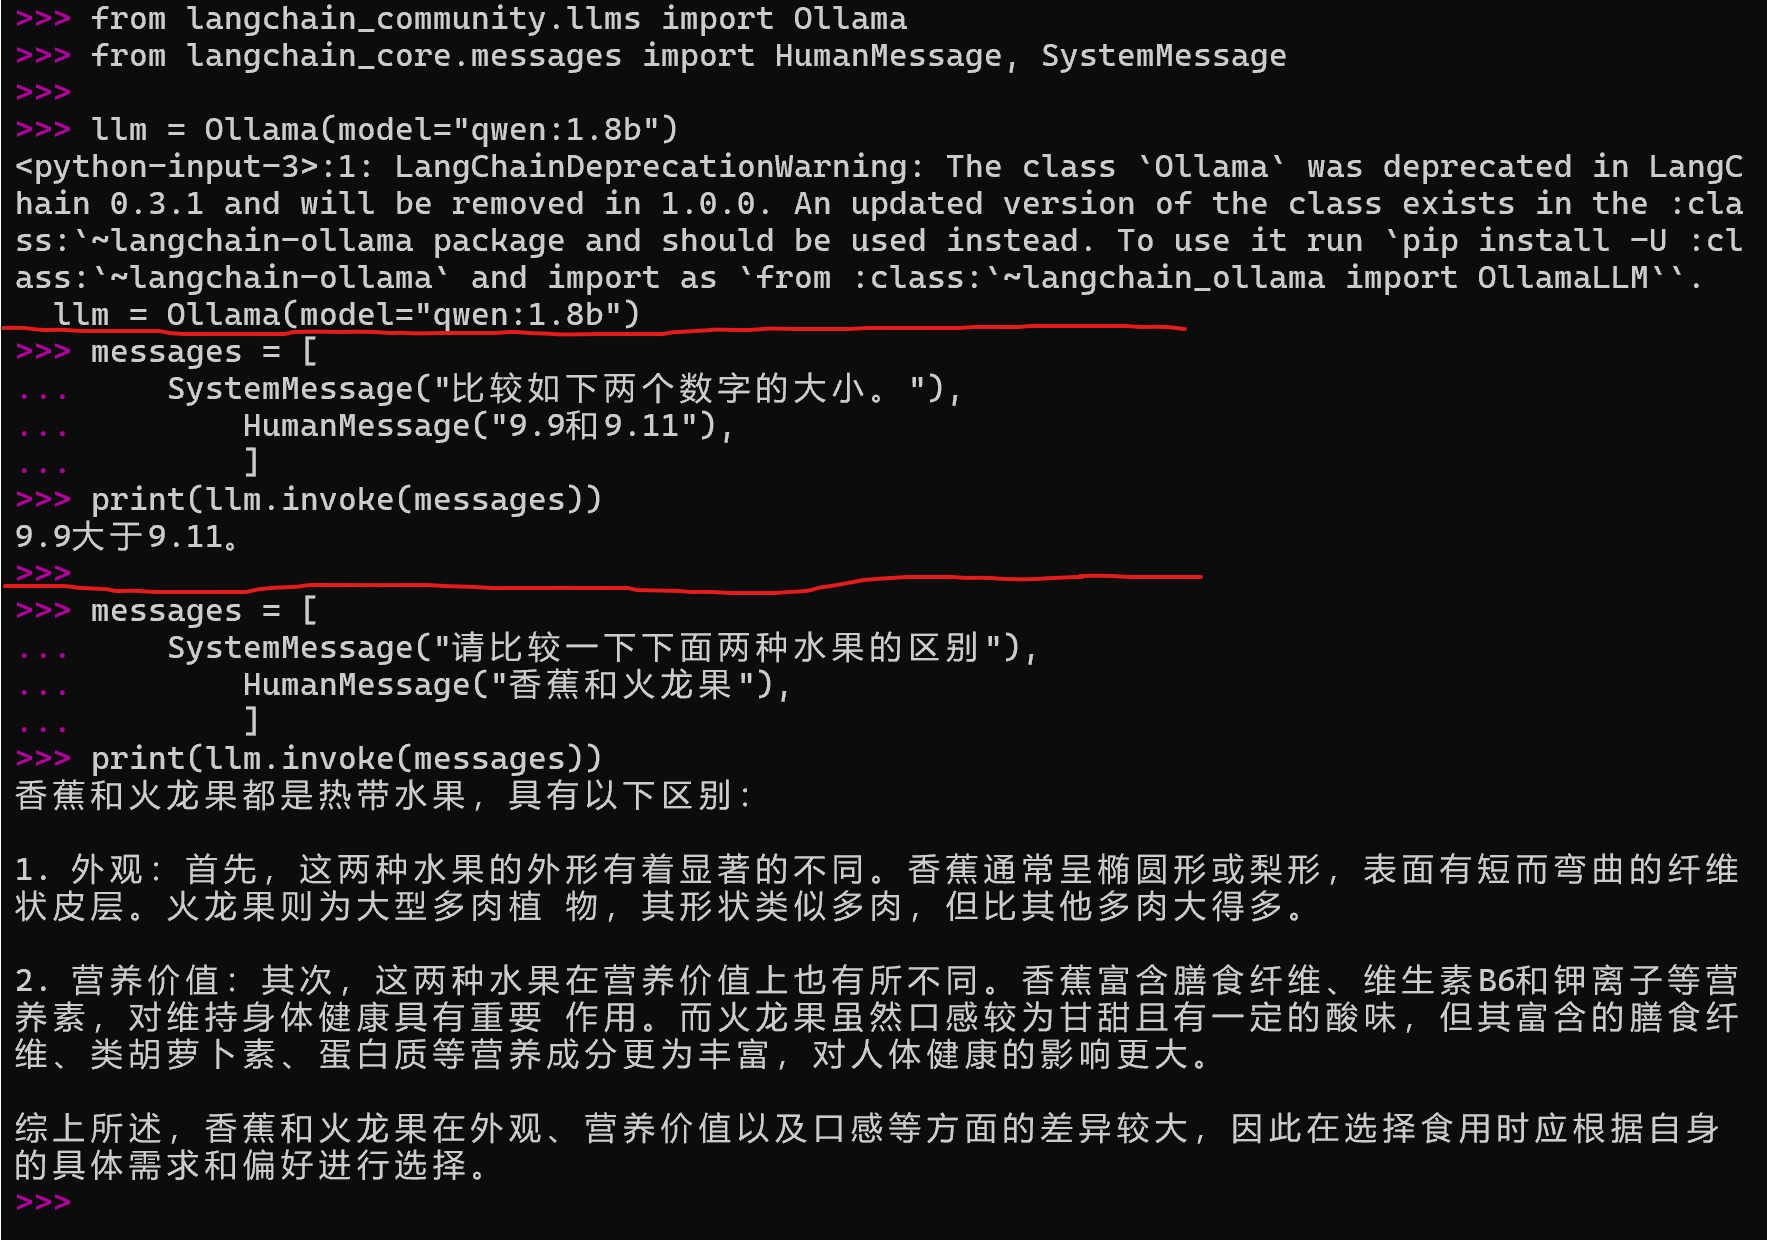 >>> from langchain_community.llms import Ollama
>>> from langchain_core.messages import HumanMessage, SystemMessage
>>>
>>> llm = Ollama(model="qwen:1.8b")
<python-input-3>:1: LangChainDeprecationWarning: The class `Ollama` was deprecated in LangC
hain 0.3.1 and will be removed in 1.0.0. An updated version of the class exists in the :cla
ss:`~langchain-ollama package and should be used instead. To use it run `pip install -U :cl
ass:`~langchain-ollama` and import as `from :class:`~langchain_ollama import OllamaLLM``.
  llm = Ollama(model="qwen:1.8b")
>>> messages = [
...     SystemMessage("比较如下两个数字的大小。"),
...         HumanMessage("9.9和9.11"),
...         ]
>>> print(llm.invoke(messages))
9.9大于9.11。
>>>
>>> messages = [
...     SystemMessage("请比较一下下面两种水果的区别"),
...         HumanMessage("香蕉和火龙果"),
...         ]
>>> print(llm.invoke(messages))
香蕉和火龙果都是热带水果，具有以下区别：
1. 外观：首先，这两种水果的外形有着显著的不同。香蕉通常呈椭圆形或梨形，表面有短而弯曲的纤维
状皮层。火龙果则为大型多肉植 物，其形状类似多肉，但比其他多肉大得多。
2. 营养价值：其次，这两种水果在营养价值上也有所不同。香蕉富含膳食纤维、维生素B6和钾离子等营
养素，对维持身体健康具有重要 作用。而火龙果虽然口感较为甘甜且有一定的酸味，但其富含的膳食纤
维、类胡萝卜素、蛋白质等营养成分更为丰富，对人体健康的影响更大。
综上所述，香蕉和火龙果在外观、营养价值以及口感等方面的差异较大，因此在选择食用时应根据自身
的具体需求和偏好进行选择。
>>>